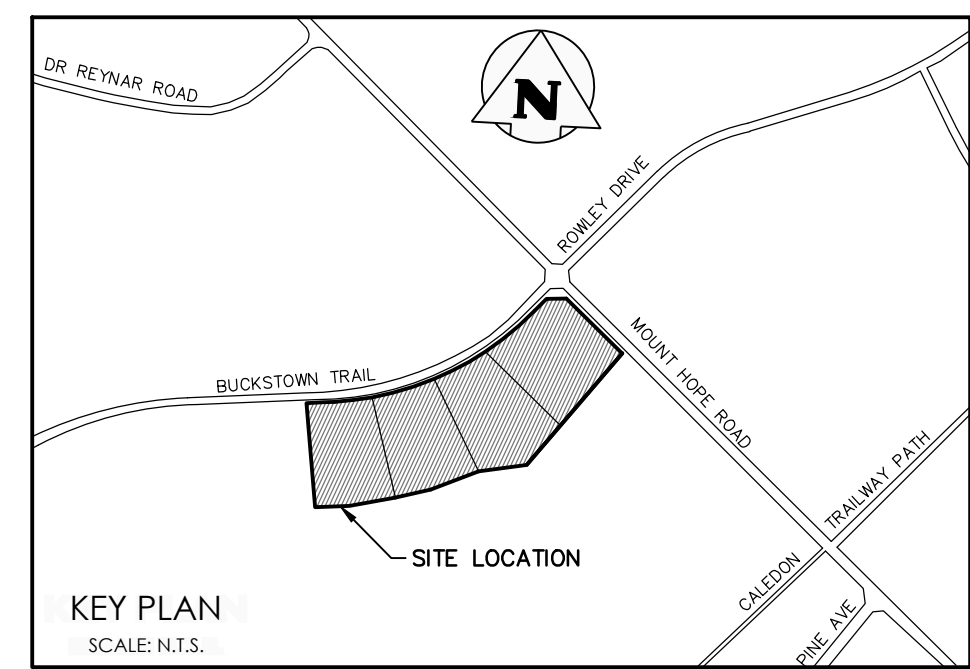 DR REYNAR ROAD
N
ROWLEY DRIVE
MOUNT HOPE ROAD
BUCKSTOWN TRAIL
TRAILWAY PATH
SITE LOCATION
CALEDON
PINE AVE
KEY PLAN
SCALE: N.T.S.